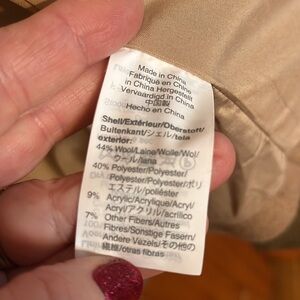 Made in China
Fabriqué en Chine
In China Hergestellt
Vervaardigd in China
中国製
Hecho en China
Shell/Extérieur/Oberstoff/
Buitenkant/シェル/tela
exterior:
44% Wool/Laine/Wolle/Wol/
ウール/lana
40% Polyester/Polyester/
Polyester/Polyester/ポリ
エステル/poliéster
9% Acrylic/Acrylique/Acryl/
Acryl/アクリル/acrílico
7% Other Fibers/Autres
Fibres/Sonstige Fasern/
Andere Vezels/その他の
繊維/otras fibras